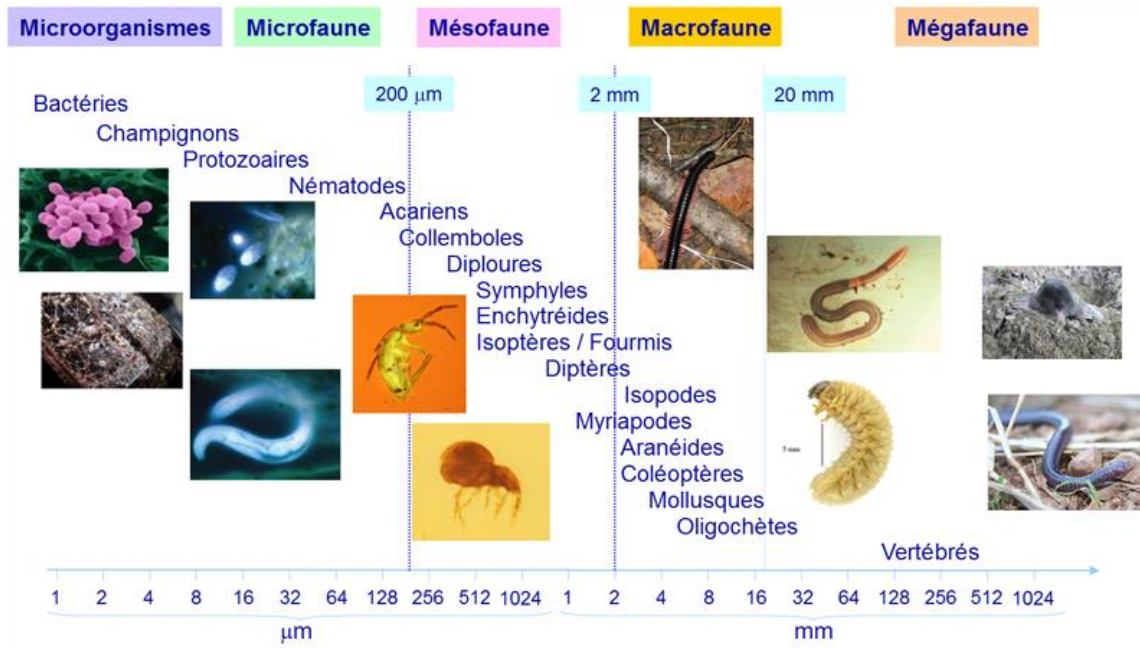 Microorganismes
Microfaune
Mésofaune
Macrofaune
Mégafaune
200 µm
2 mm
20 mm
Bactéries
Champignons
Protozoaires
Nématodes
Acariens
Collemboles
Diploures
Symphyles
Enchytréides
Isoptères / Fourmis
Diptères
Isopodes
Myriapodes
Aranéides
Coléoptères
Mollusques
Oligochètes
Vertébrés
5 mm
1 2 4 8 16 32 64 128 256 512 1024 1 2 4 8 16 32 64 128 256 512 1024
µm mm